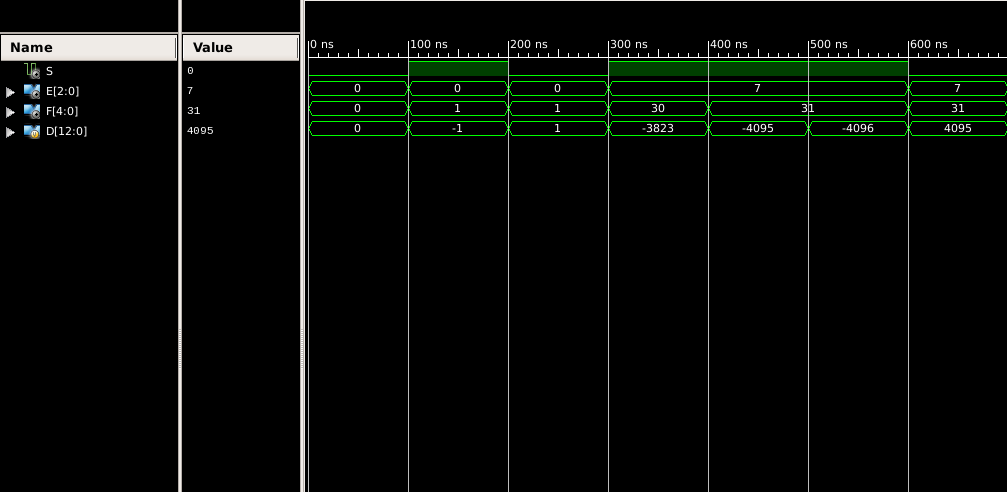 Name Value 0 ns 100 ns 200 ns 300 ns 400 ns 500 ns 600 ns
S 0
E[2:0] 7 0 0 0 7 7
F[4:0] 31 0 1 1 30 31 31
D[12:0] 4095 0 -1 1 -3823 -4095 -4096 4095